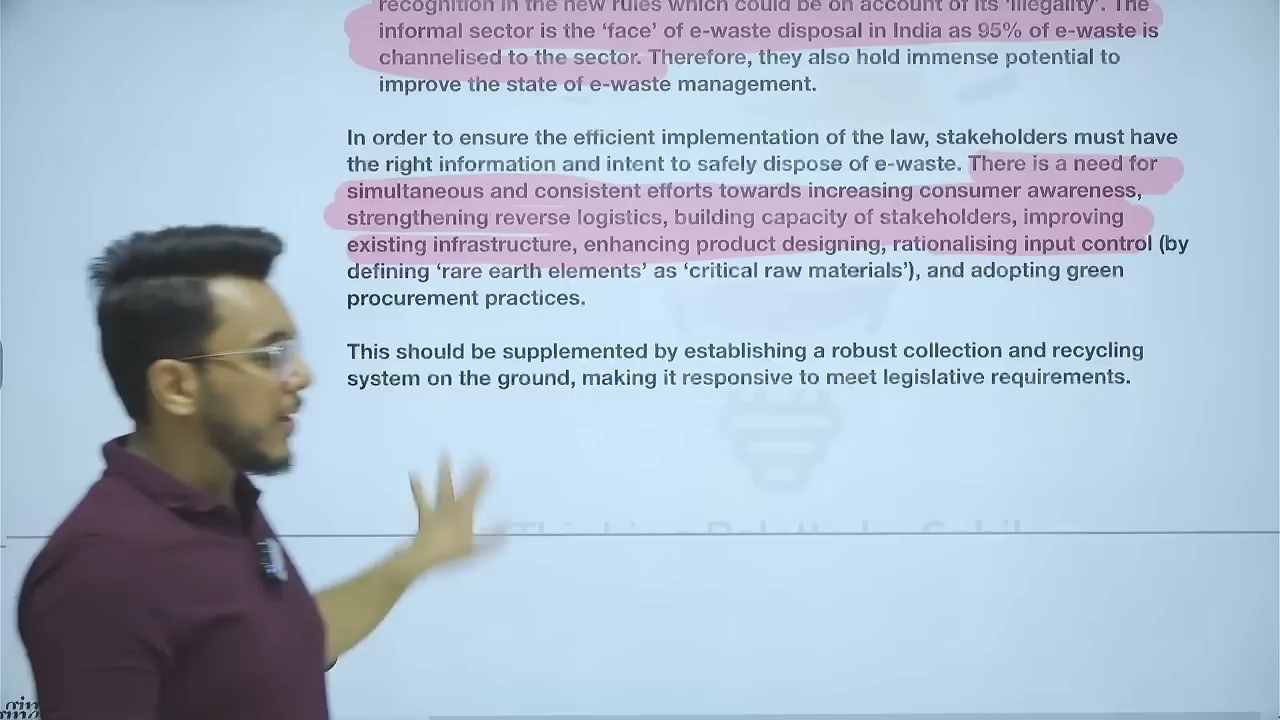 recognition in the new rules which could be on account of its ‘illegality’. The
informal sector is the ‘face’ of e-waste disposal in India as 95% of e-waste is
channelised to the sector. Therefore, they also hold immense potential to
improve the state of e-waste management.
In order to ensure the efficient implementation of the law, stakeholders must have
the right information and intent to safely dispose of e-waste. There is a need for
simultaneous and consistent efforts towards increasing consumer awareness,
strengthening reverse logistics, building capacity of stakeholders, improving
existing infrastructure, enhancing product designing, rationalising input control (by
defining ‘rare earth elements’ as ‘critical raw materials’), and adopting green
procurement practices.
This should be supplemented by establishing a robust collection and recycling
system on the ground, making it responsive to meet legislative requirements.